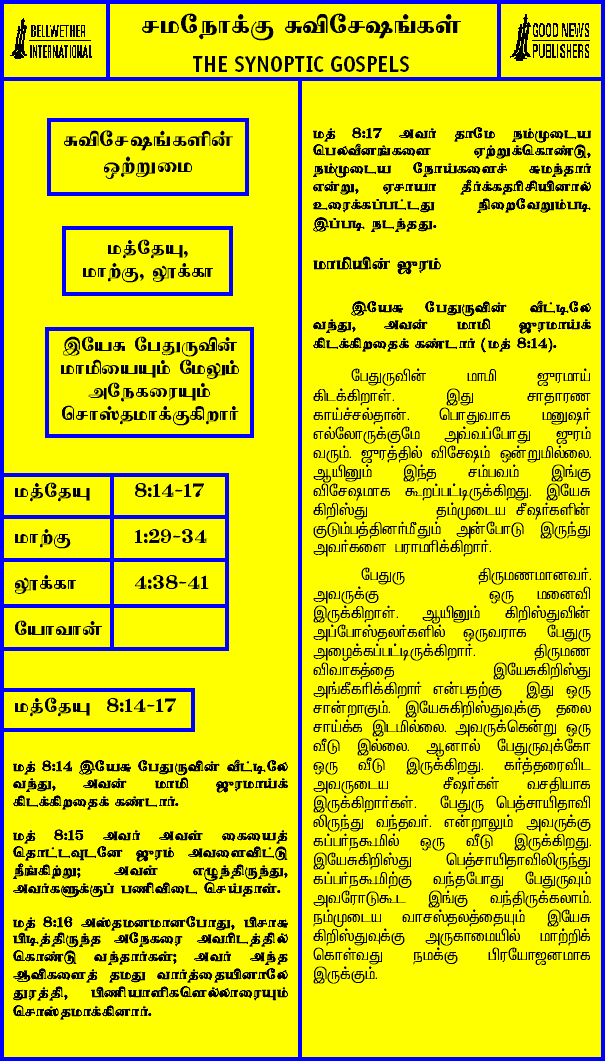 BELLWETHER
INTERNATIONAL
சமநோக்கு சுவிசேஷங்கள்
THE SYNOPTIC GOSPELS
GOOD NEWS
PUBLISHERS
சுவிசேஷங்களின்
ஒற்றுமை
மத்தேயு,
மாற்கு, லூக்கா
இயேசு பேதுருவின்
மாமியையும் மேலும்
அநேகரையும்
சொஸ்தமாக்குகிறார்
மத்தேயு 8:14-17
மாற்கு 1:29-34
லூக்கா 4:38-41
யோவான்
மத்தேயு 8:14-17
மத் 8:14 இயேசு பேதுருவின் வீட்டிலே
வந்து, அவன் மாமி ஜுரமாய்க்
கிடக்கிறதைக் கண்டார்.
மத் 8:15 அவர் அவள் கையைத்
தொட்டவுடனே ஜுரம் அவளைவிட்டு
நீங்கிற்று; அவள் எழுந்திருந்து,
அவர்களுக்குப் பணிவிடை செய்தாள்.
மத் 8:16 அஸ்தமனமானபோது, பிசாசு
பிடித்திருந்த அநேகரை அவரிடத்தில்
கொண்டு வந்தார்கள்; அவர் அந்த
ஆவிகளைத் தமது வார்த்தையினாலே
துரத்தி, பிணியாளிகளெல்லாரையும்
சொஸ்தமாக்கினார்.
மத் 8:17 அவர் தாமே நம்முடைய
பெலவீனங்களை ஏற்றுக்கொண்டு,
நம்முடைய நோய்களைச் சுமந்தார்
என்று, ஏசாயா தீர்க்கதரிசியினால்
உரைக்கப்பட்டது நிறைவேறும்படி
இப்படி நடந்தது.
மாமியின் ஜுரம்
இயேசு பேதுருவின் வீட்டிலே
வந்து, அவன் மாமி ஜுரமாய்க்
கிடக்கிறதைக் கண்டார் (மத் 8:14).
பேதுருவின் மாமி ஜுரமாய்
கிடக்கிறாள். இது சாதாரண
காய்ச்சல்தான். பொதுவாக மனுஷர்
எல்லோருக்குமே அவ்வப்போது ஜுரம்
வரும். ஜுரத்தில் விசேஷம் ஒன்றுமில்லை.
ஆயினும் இந்த சம்பவம் இங்கு
விசேஷமாக கூறப்பட்டிருக்கிறது. இயேசு
கிறிஸ்து தம்முடைய சீஷர்களின்
குடும்பத்தினர்மீதும் அன்போடு இருந்து
அவர்களை பராமரிக்கிறார்.
பேதுரு திருமணமானவர்.
அவருக்கு ஒரு மனைவி
இருக்கிறாள். ஆயினும் கிறிஸ்துவின்
அப்போஸ்தலர்களில் ஒருவராக பேதுரு
அழைக்கப்பட்டிருக்கிறார். திருமண
விவாகத்தை இயேசுகிறிஸ்து
அங்கீகரிக்கிறார் என்பதற்கு இது ஒரு
சான்றாகும். இயேசுகிறிஸ்துவுக்கு தலை
சாய்க்க இடமில்லை. அவருக்கென்று ஒரு
வீடு இல்லை. ஆனால் பேதுருவுக்கோ
ஒரு வீடு இருக்கிறது. கர்த்தரைவிட
அவருடைய சீஷர்கள் வசதியாக
இருக்கிறார்கள். பேதுரு பெத்சாயிதாவி
லிருந்து வந்தவர். என்றாலும் அவருக்கு
கப்பர்நகூமில் ஒரு வீடு இருக்கிறது.
இயேசுகிறிஸ்து பெத்சாயிதாவிலிருந்து
கப்பர்நகூமிற்கு வந்தபோது பேதுருவும்
அவரோடுகூட இங்கு வந்திருக்கலாம்.
நம்முடைய வாசஸ்தலத்தையும் இயேசு
கிறிஸ்துவுக்கு அருகாமையில் மாற்றிக்
கொள்வது நமக்கு பிரயோஜனமாக
இருக்கும்.